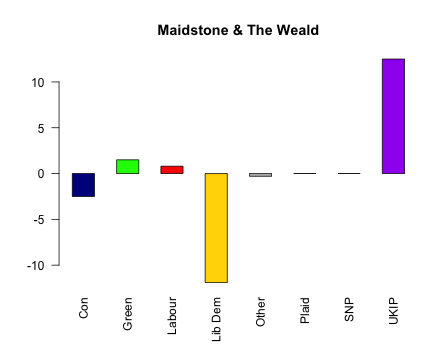 Maidstone & The Weald
10
5
0
-5
-10
Con
Green
Labour
Lib Dem
Other
Plaid
SNP
UKIP